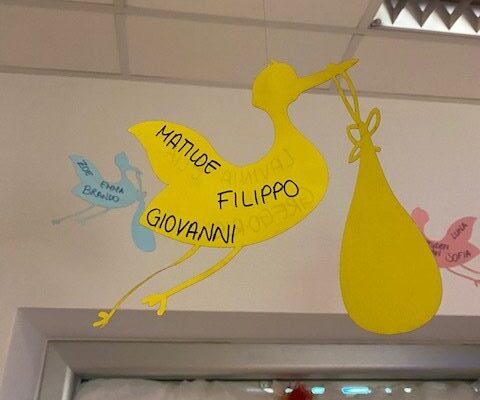 MATILDE
FILIPPO
GIOVANNI
ZOE
EMMA
BRANDO
LUNA
SOFIA